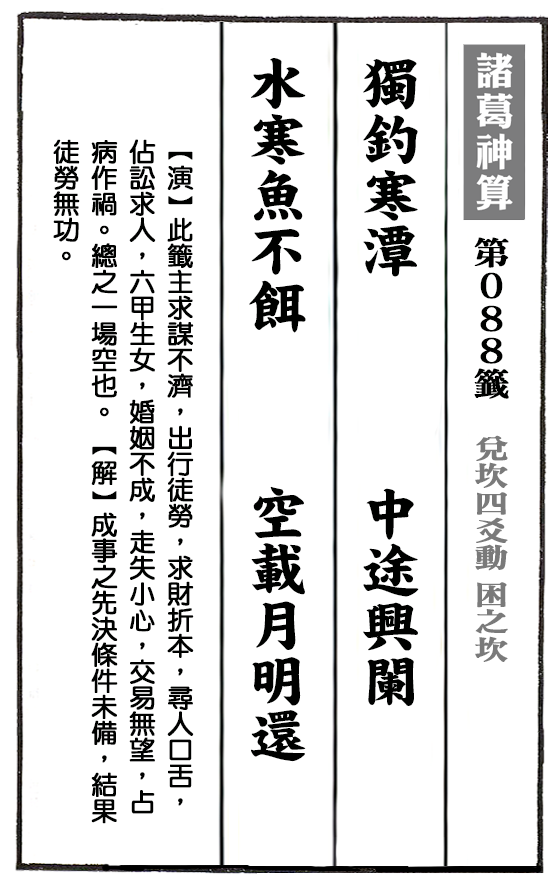 諸葛神算 第088籤 兌坎四爻動 困之坎
獨釣寒潭 中途興闌
水寒魚不餌 空載月明還
【演】此籤主求謀不濟，出行徒勞，求財折本，尋人口舌，
佔訟求人，六甲生女，婚姻不成，走失小心，交易無望，占
病作禍。總之一場空也。【解】成事之先決條件未備，結果
徒勞無功。